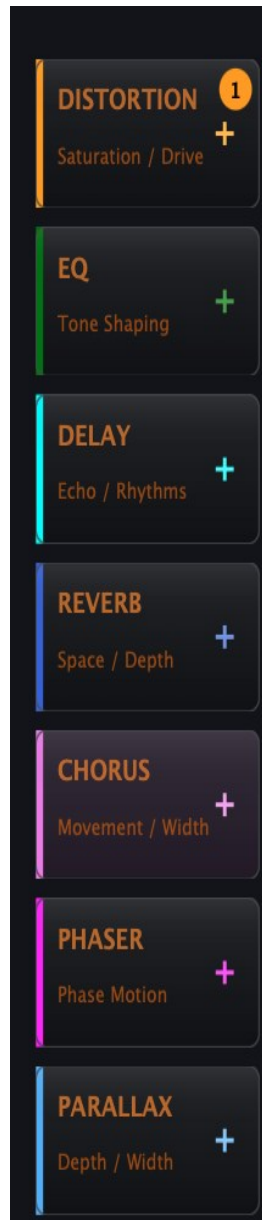 DISTORTION
1
Saturation / Drive
+
EQ
Tone Shaping
+
DELAY
Echo / Rhythms
+
REVERB
Space / Depth
+
CHORUS
Movement / Width
+
PHASER
Phase Motion
+
PARALLAX
Depth / Width
+